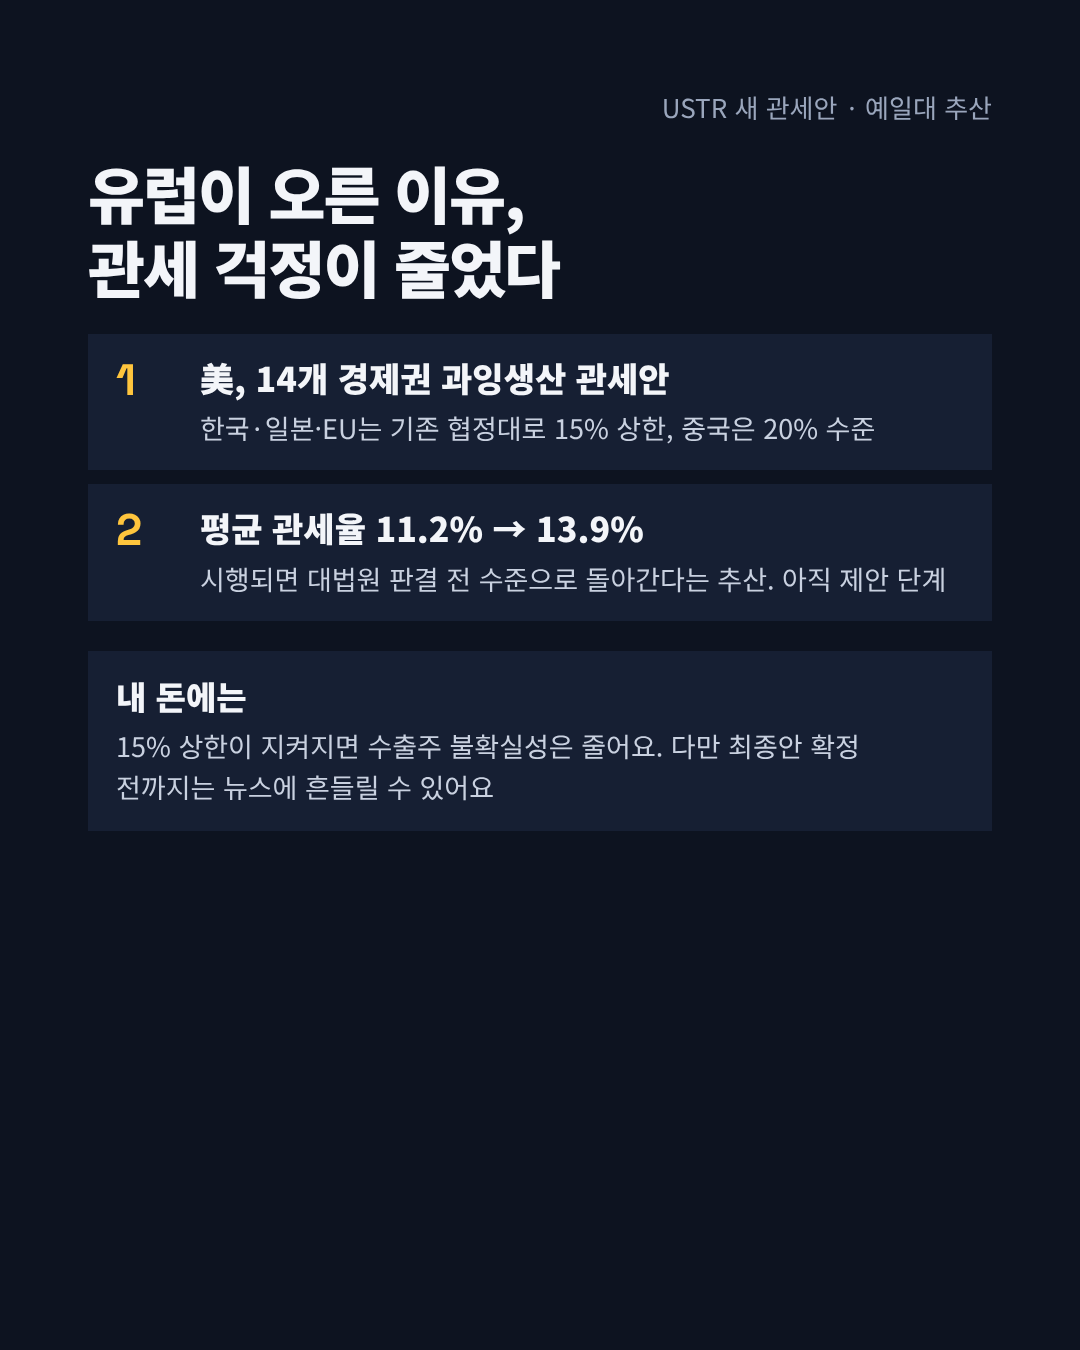 USTR 새 관세안 · 예일대 추산
유럽이 오른 이유,
관세 걱정이 줄었다
1
美, 14개 경제권 과잉생산 관세안
한국·일본·EU는 기존 협정대로 15% 상한, 중국은 20% 수준
2
평균 관세율 11.2% → 13.9%
시행되면 대법원 판결 전 수준으로 돌아간다는 추산. 아직 제안 단계
내 돈에는
15% 상한이 지켜지면 수출주 불확실성은 줄어요. 다만 최종안 확정
전까지는 뉴스에 흔들릴 수 있어요